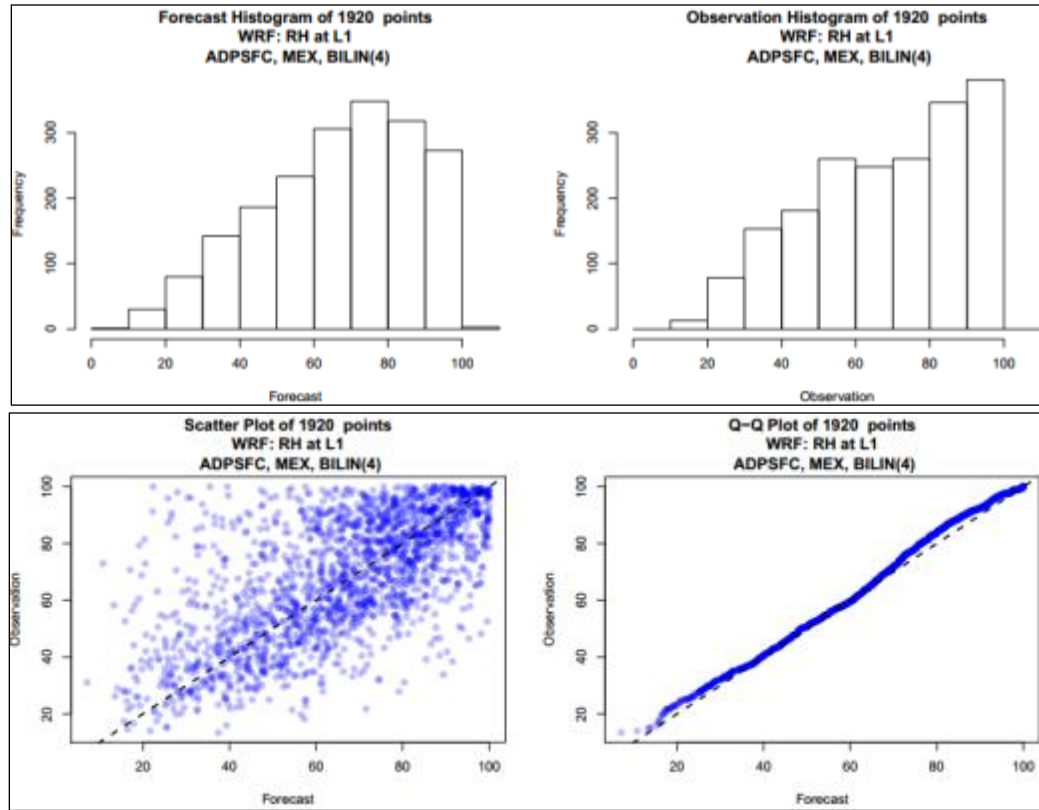 Forecast Histogram of 1920 points
WRF: RH at L1
ADPSFC, MEX, BILIN(4)
Frequency
300
200
100
0
0 20 40 60 80 100
Forecast
Observation Histogram of 1920 points
WRF: RH at L1
ADPSFC, MEX, BILIN(4)
Frequency
300
200
100
0
0 20 40 60 80 100
Observation
Scatter Plot of 1920 points
WRF: RH at L1
ADPSFC, MEX, BILIN(4)
Observation
100
80
60
40
20
20 40 60 80 100
Forecast
Q−Q Plot of 1920 points
WRF: RH at L1
ADPSFC, MEX, BILIN(4)
Observation
100
80
60
40
20
20 40 60 80 100
Forecast